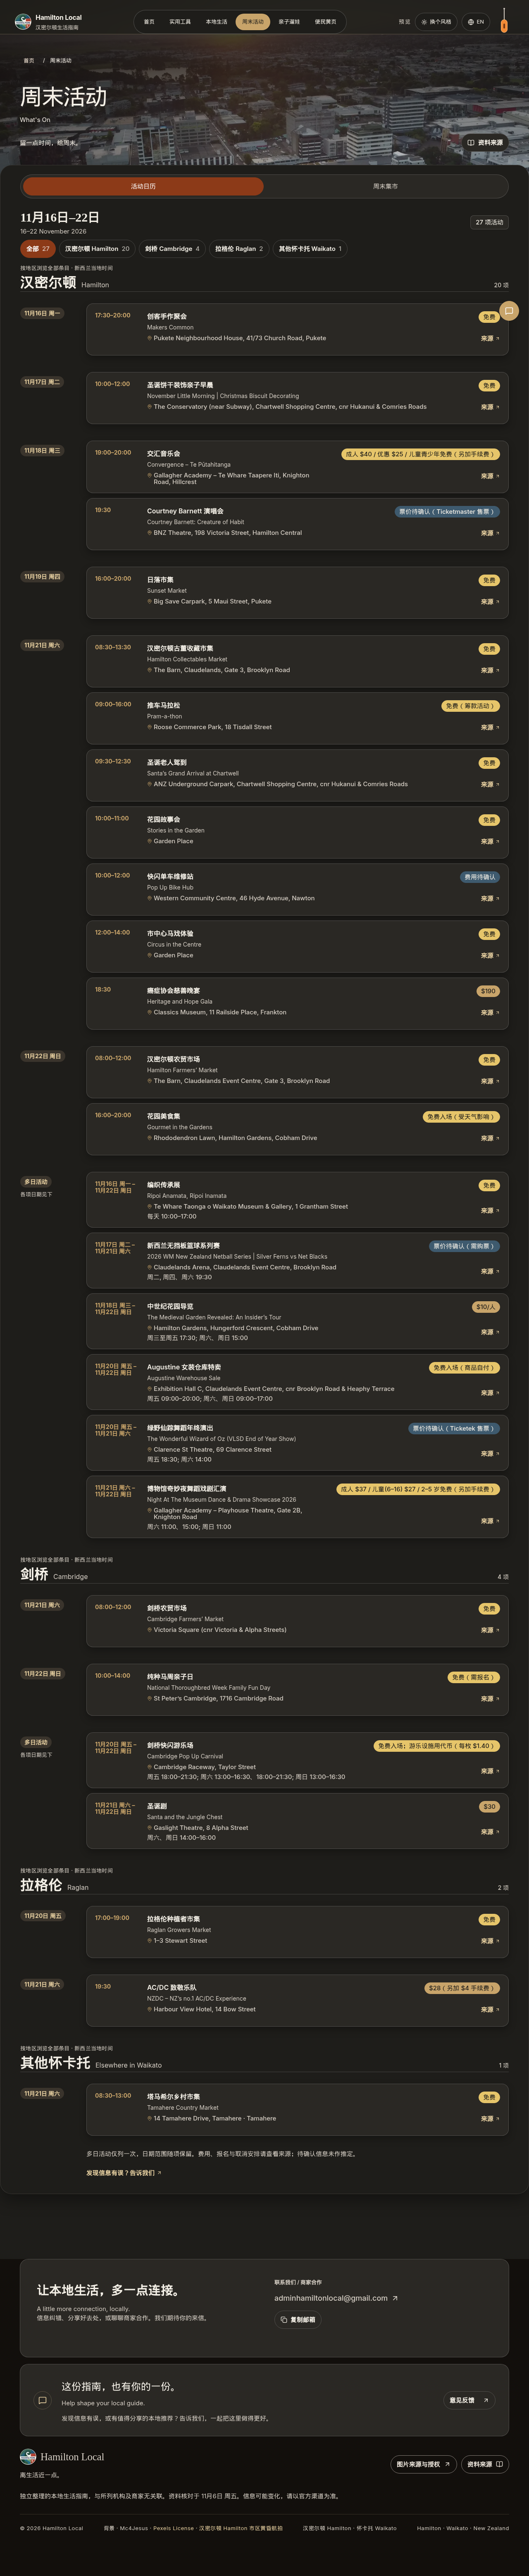 Hamilton Local
汉密尔顿生活指南
首页
实用工具
本地生活
周末活动
亲子遛娃
便民黄页
预览
换个风格
EN
首页 / 周末活动
周末活动
What's On
留一点时间，给周末。
资料来源
活动日历
周末集市
11月16日–22日
16–22 November 2026
27 项活动
全部 27
汉密尔顿 Hamilton 20
剑桥 Cambridge 4
拉格伦 Raglan 2
其他怀卡托 Waikato 1
按地区浏览全部条目 · 新西兰当地时间
汉密尔顿 Hamilton
20 项
11月16日 周一
17:30–20:00
创客手作聚会
免费
Makers Common
Pukete Neighbourhood House, 41/73 Church Road, Pukete
来源
11月17日 周二
10:00–12:00
圣诞饼干装饰亲子早晨
免费
November Little Morning | Christmas Biscuit Decorating
The Conservatory (near Subway), Chartwell Shopping Centre, cnr Hukanui & Comries Roads
来源
11月18日 周三
19:00–20:00
交汇音乐会
成人 $40 / 优惠 $25 / 儿童青少年免费（另加手续费）
Convergence – Te Pūtahitanga
Gallagher Academy – Te Whare Taapere Iti, Knighton
Road, Hillcrest
来源
19:30
Courtney Barnett 演唱会
票价待确认（Ticketmaster 售票）
Courtney Barnett: Creature of Habit
BNZ Theatre, 198 Victoria Street, Hamilton Central
来源
11月19日 周四
16:00–20:00
日落市集
免费
Sunset Market
Big Save Carpark, 5 Maui Street, Pukete
来源
11月21日 周六
08:30–13:30
汉密尔顿古董收藏市集
免费
Hamilton Collectables Market
The Barn, Claudelands, Gate 3, Brooklyn Road
来源
09:00–16:00
推车马拉松
免费（筹款活动）
Pram-a-thon
Roose Commerce Park, 18 Tisdall Street
来源
09:30–12:30
圣诞老人驾到
免费
Santa's Grand Arrival at Chartwell
ANZ Underground Carpark, Chartwell Shopping Centre, cnr Hukanui & Comries Roads
来源
10:00–11:00
花园故事会
免费
Stories in the Garden
Garden Place
来源
10:00–12:00
快闪单车维修站
费用待确认
Pop Up Bike Hub
Western Community Centre, 46 Hyde Avenue, Nawton
来源
12:00–14:00
市中心马戏体验
免费
Circus in the Centre
Garden Place
来源
18:30
癌症协会慈善晚宴
$190
Heritage and Hope Gala
Classics Museum, 11 Railside Place, Frankton
来源
11月22日 周日
08:00–12:00
汉密尔顿农贸市场
免费
Hamilton Farmers' Market
The Barn, Claudelands Event Centre, Gate 3, Brooklyn Road
来源
16:00–20:00
花园美食集
免费入场（受天气影响）
Gourmet in the Gardens
Rhododendron Lawn, Hamilton Gardens, Cobham Drive
来源
多日活动
各项日期见下
11月16日 周一 –
11月22日 周日
编织传承展
免费
Ripoi Anamata, Ripoi Inamata
Te Whare Taonga o Waikato Museum & Gallery, 1 Grantham Street
每天 10:00–17:00
来源
11月17日 周二 –
11月21日 周六
新西兰无挡板篮球系列赛
票价待确认（需购票）
2026 WM New Zealand Netball Series | Silver Ferns vs Net Blacks
Claudelands Arena, Claudelands Event Centre, Brooklyn Road
周二, 周四、周六 19:30
来源
11月18日 周三 –
11月22日 周日
中世纪花园导览
$10/人
The Medieval Garden Revealed: An Insider's Tour
Hamilton Gardens, Hungerford Crescent, Cobham Drive
周三至周五 17:30; 周六、周日 15:00
来源
11月20日 周五 –
11月22日 周日
Augustine 女装仓库特卖
免费入场（商品自付）
Augustine Warehouse Sale
Exhibition Hall C, Claudelands Event Centre, cnr Brooklyn Road & Heaphy Terrace
周五 09:00–20:00; 周六、周日 09:00–17:00
来源
11月20日 周五 –
11月21日 周六
绿野仙踪舞蹈年终演出
票价待确认（Ticketek 售票）
The Wonderful Wizard of Oz (VLSD End of Year Show)
Clarence St Theatre, 69 Clarence Street
周五 18:30; 周六 14:00
来源
11月21日 周六 –
11月22日 周日
博物馆奇妙夜舞蹈戏剧汇演
成人 $37 / 儿童(6–16) $27 / 2–5 岁免费（另加手续费）
Night At The Museum Dance & Drama Showcase 2026
Gallagher Academy – Playhouse Theatre, Gate 2B,
Knighton Road
周六 11:00、15:00; 周日 11:00
来源
按地区浏览全部条目 · 新西兰当地时间
剑桥 Cambridge
4 项
11月21日 周六
08:00–12:00
剑桥农贸市场
免费
Cambridge Farmers' Market
Victoria Square (cnr Victoria & Alpha Streets)
来源
11月22日 周日
10:00–14:00
纯种马周亲子日
免费（需报名）
National Thoroughbred Week Family Fun Day
St Peter's Cambridge, 1716 Cambridge Road
来源
多日活动
各项日期见下
11月20日 周五 –
11月22日 周日
剑桥快闪游乐场
免费入场；游乐设施用代币（每枚 $1.40）
Cambridge Pop Up Carnival
Cambridge Raceway, Taylor Street
周五 18:00–21:30; 周六 13:00–16:30、18:00–21:30; 周日 13:00–16:30
来源
11月21日 周六 –
11月22日 周日
圣诞剧
$30
Santa and the Jungle Chest
Gaslight Theatre, 8 Alpha Street
周六、周日 14:00–16:00
来源
按地区浏览全部条目 · 新西兰当地时间
拉格伦 Raglan
2 项
11月20日 周五
17:00–19:00
拉格伦种植者市集
免费
Raglan Growers Market
1–3 Stewart Street
来源
11月21日 周六
19:30
AC/DC 致敬乐队
$28（另加 $4 手续费）
NZDC – NZ's no.1 AC/DC Experience
Harbour View Hotel, 14 Bow Street
来源
按地区浏览全部条目 · 新西兰当地时间
其他怀卡托 Elsewhere in Waikato
1 项
11月21日 周六
08:30–13:00
塔马希尔乡村市集
免费
Tamahere Country Market
14 Tamahere Drive, Tamahere · Tamahere
来源
多日活动仅列一次，日期范围随项保留。费用、报名与取消安排请查看来源；待确认信息未作推定。
发现信息有误？告诉我们
让本地生活，多一点连接。
A little more connection, locally.
信息纠错、分享好去处，或聊聊商家合作。我们期待你的来信。
联系我们 / 商家合作
adminhamiltonlocal@gmail.com
复制邮箱
这份指南，也有你的一份。
Help shape your local guide.
发现信息有误，或有值得分享的本地推荐？告诉我们，一起把这里做得更好。
意见反馈
Hamilton Local
离生活近一点。
图片来源与授权
资料来源
独立整理的本地生活指南，与所列机构及商家无关联。资料核对于 11月6日 周五。信息可能变化，请以官方渠道为准。
© 2026 Hamilton Local
背景 · Mc4Jesus · Pexels License · 汉密尔顿 Hamilton 市区黄昏航拍
汉密尔顿 Hamilton · 怀卡托 Waikato
Hamilton · Waikato · New Zealand